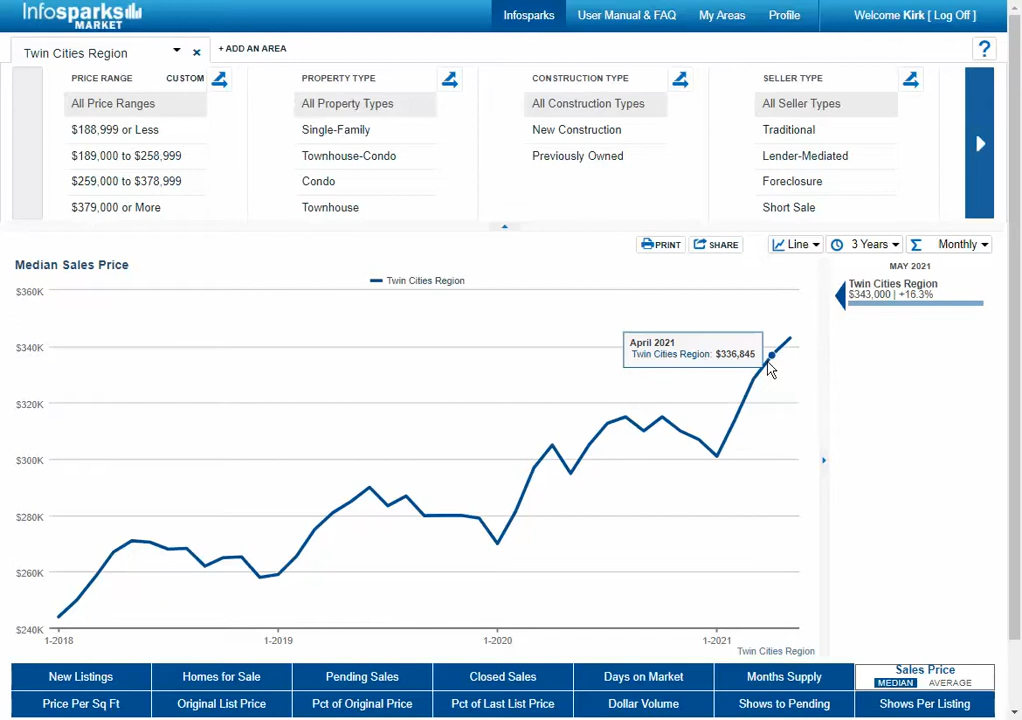 Infosparks
MARKET
Infosparks
User Manual & FAQ
My Areas
Profile
Welcome Kirk [ Log Off ]
Twin Cities Region
×
+ ADD AN AREA
?
PRICE RANGE
CUSTOM
All Price Ranges
$188,999 or Less
$189,000 to $258,999
$259,000 to $378,999
$379,000 or More
PROPERTY TYPE
All Property Types
Single-Family
Townhouse-Condo
Condo
Townhouse
CONSTRUCTION TYPE
All Construction Types
New Construction
Previously Owned
SELLER TYPE
All Seller Types
Traditional
Lender-Mediated
Foreclosure
Short Sale
PRINT
SHARE
Line
3 Years
Σ Monthly
Median Sales Price
Twin Cities Region
MAY 2021
Twin Cities Region
$343,000 | +16.3%
April 2021
Twin Cities Region: $336,845
$360K
$340K
$320K
$300K
$280K
$260K
$240K
1-2018
1-2019
1-2020
1-2021
Twin Cities Region
New Listings
Homes for Sale
Pending Sales
Closed Sales
Days on Market
Months Supply
Sales Price
MEDIAN
AVERAGE
Price Per Sq Ft
Original List Price
Pct of Original Price
Pct of Last List Price
Dollar Volume
Shows to Pending
Shows Per Listing